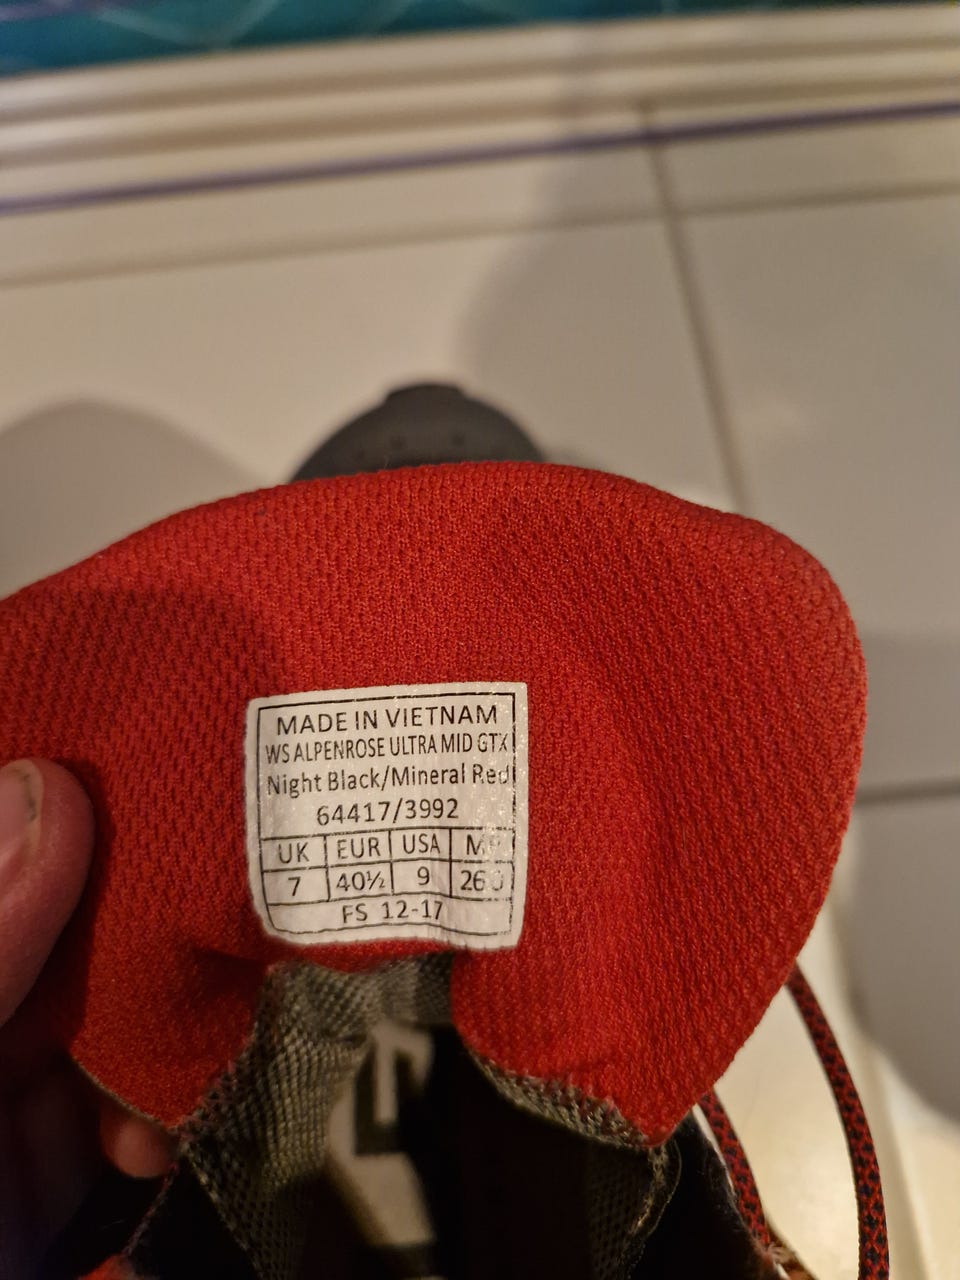 MADE IN VIETNAM
WS ALPENROSE ULTRA MID GTX
Night Black/Mineral Red
64417/3992
UK EUR USA MP
7 40½ 9 260
FS 12-17